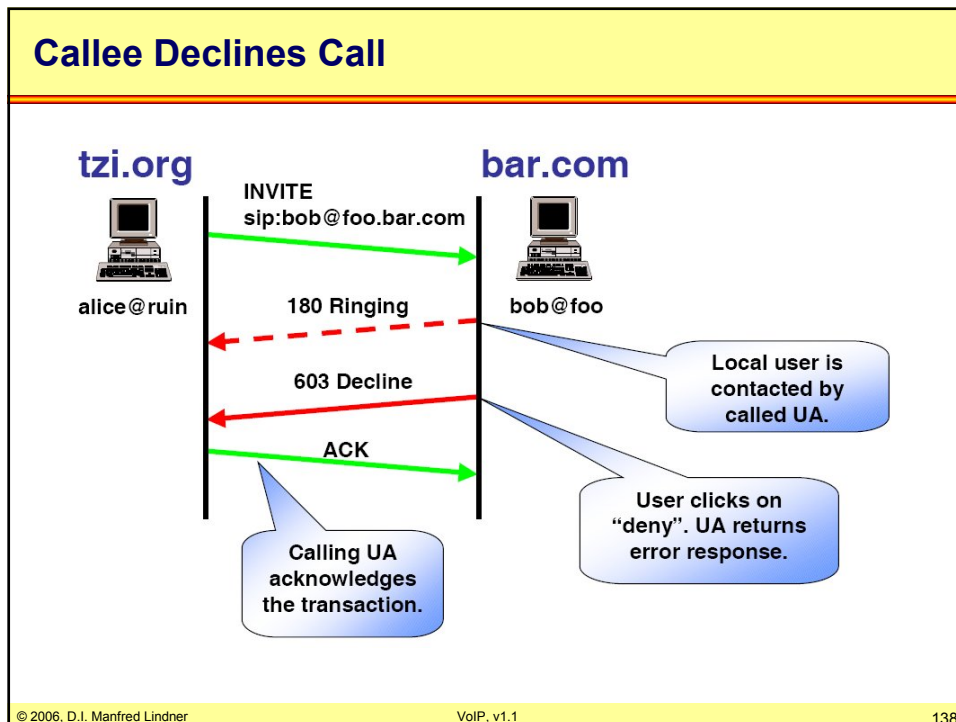 Callee Declines Call
tzi.org
bar.com
INVITE
sip:bob@foo.bar.com
alice@ruin
180 Ringing
bob@foo
Local user is
contacted by
called UA.
603 Decline
ACK
User clicks on
“deny”. UA returns
error response.
Calling UA
acknowledges
the transaction.
© 2006, D.I. Manfred Lindner
VoIP, v1.1
138